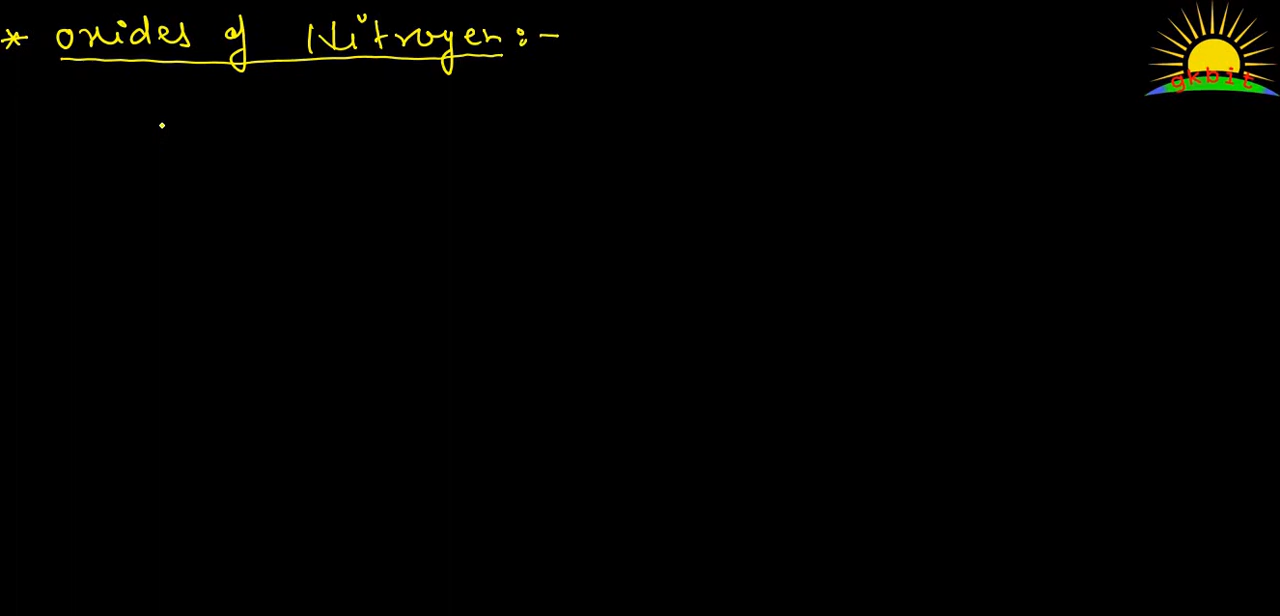 * oxides of Nitrogen :-
gkbit